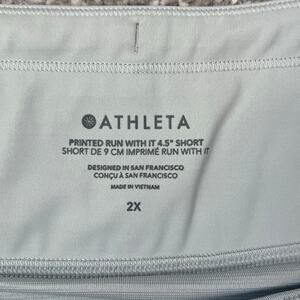 ATHLETA
PRINTED RUN WITH IT 4.5" SHORT
SHORT DE 9 CM IMPRIMÉ RUN WITH IT
DESIGNED IN SAN FRANCISCO
CONÇU À SAN FRANCISCO
MADE IN VIETNAM
2X